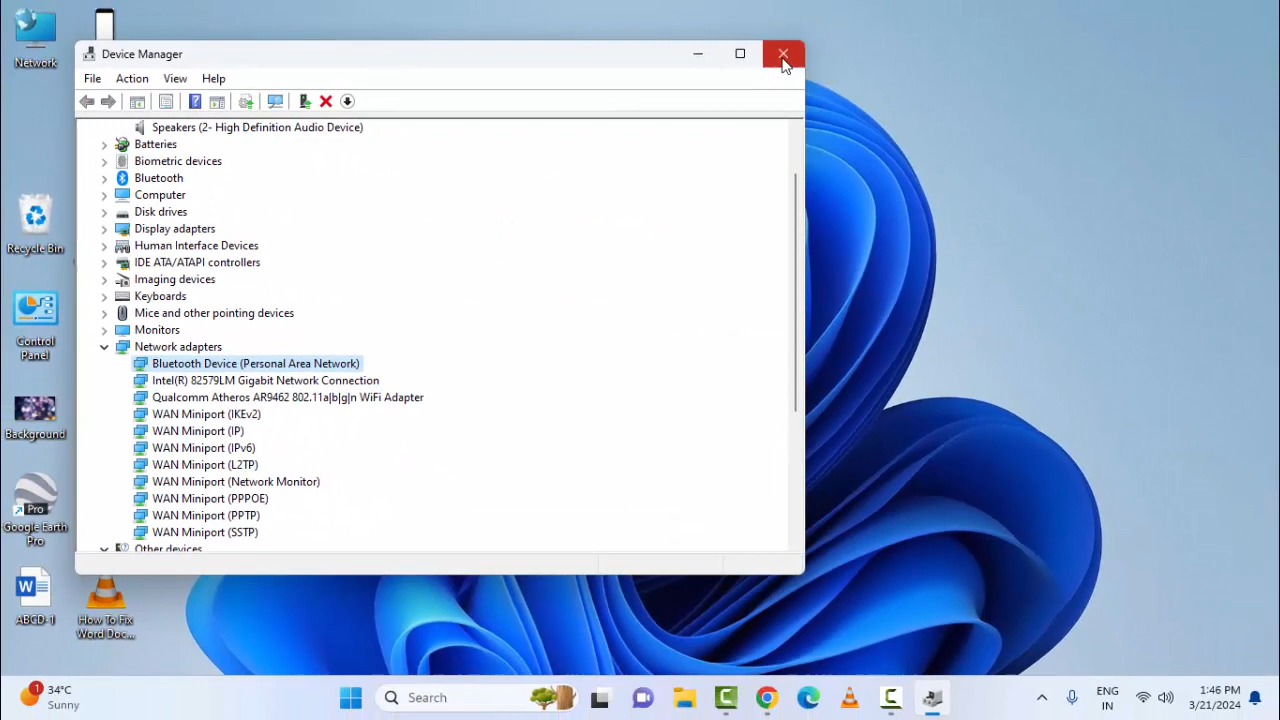 Device Manager
File Action View Help
Speakers (2- High Definition Audio Device)
Batteries
Biometric devices
Bluetooth
Computer
Disk drives
Display adapters
Human Interface Devices
IDE ATA/ATAPI controllers
Imaging devices
Keyboards
Mice and other pointing devices
Monitors
Network adapters
Bluetooth Device (Personal Area Network)
Intel(R) 82579LM Gigabit Network Connection
Qualcomm Atheros AR9462 802.11a|b|g|n WiFi Adapter
WAN Miniport (IKEv2)
WAN Miniport (IP)
WAN Miniport (IPv6)
WAN Miniport (L2TP)
WAN Miniport (Network Monitor)
WAN Miniport (PPPOE)
WAN Miniport (PPTP)
WAN Miniport (SSTP)
Other devices
Network
Recycle Bin
Control
Panel
Background
Pro
Google Earth
Pro
ABCD-1
How To Fix
Word Doc...
1
34°C
Sunny
Search
ENG
IN
1:46 PM
3/21/2024